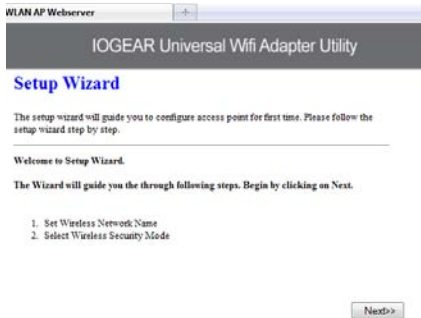 WLAN AP Webserver
IOGEAR Universal Wifi Adapter Utility
Setup Wizard
The setup wizard will guide you to configure access point for first time. Please follow the
setup wizard step by step.
Welcome to Setup Wizard.
The Wizard will guide you the through following steps. Begin by clicking on Next.
1. Set Wireless Network Name
2. Select Wireless Security Mode
Next>>